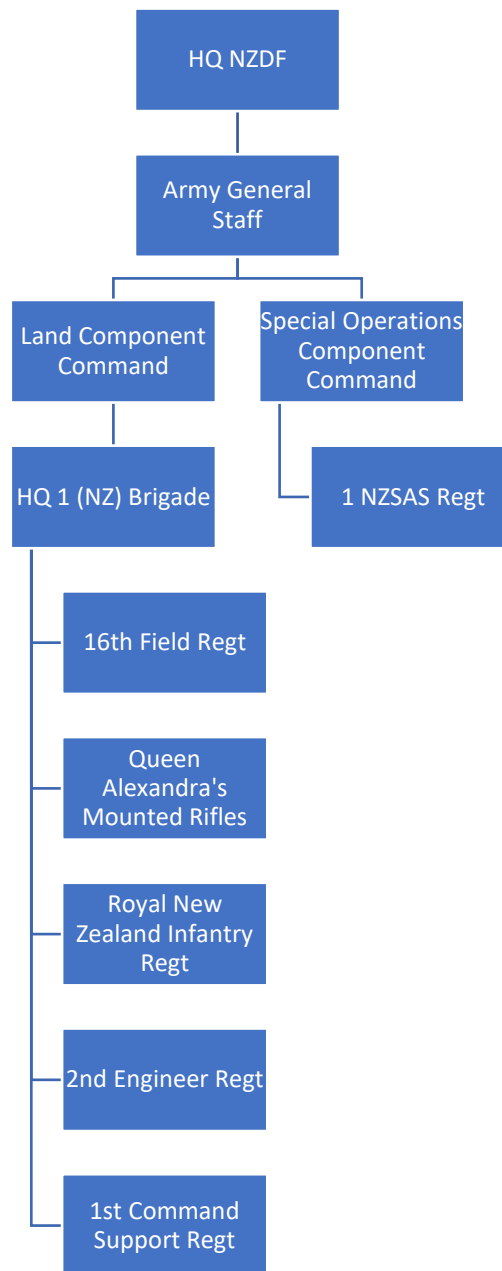 HQ NZDF
Army General
Staff
Land Component
Command
Special Operations
Component
Command
HQ 1 (NZ) Brigade
1 NZSAS Regt
16th Field Regt
Queen
Alexandra's
Mounted Rifles
Royal New
Zealand Infantry
Regt
2nd Engineer Regt
1st Command
Support Regt